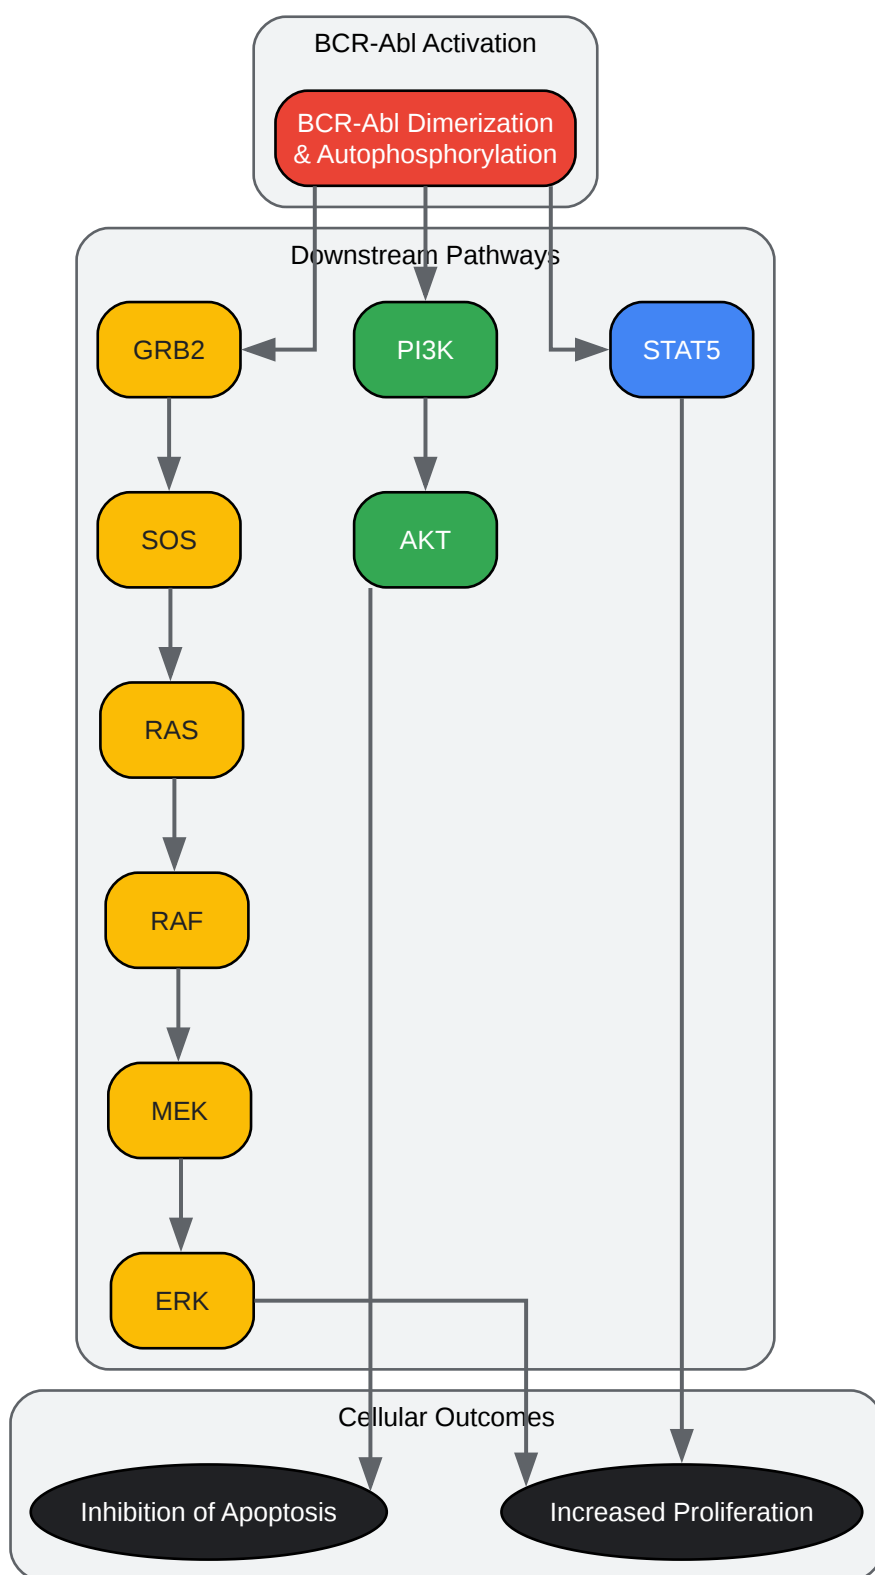 BCR-Abl Activation
BCR-Abl Dimerization
& Autophosphorylation
Downstream Pathways
GRB2
PI3K
STAT5
SOS
AKT
RAS
RAF
MEK
ERK
Cellular Outcomes
Inhibition of Apoptosis
Increased Proliferation